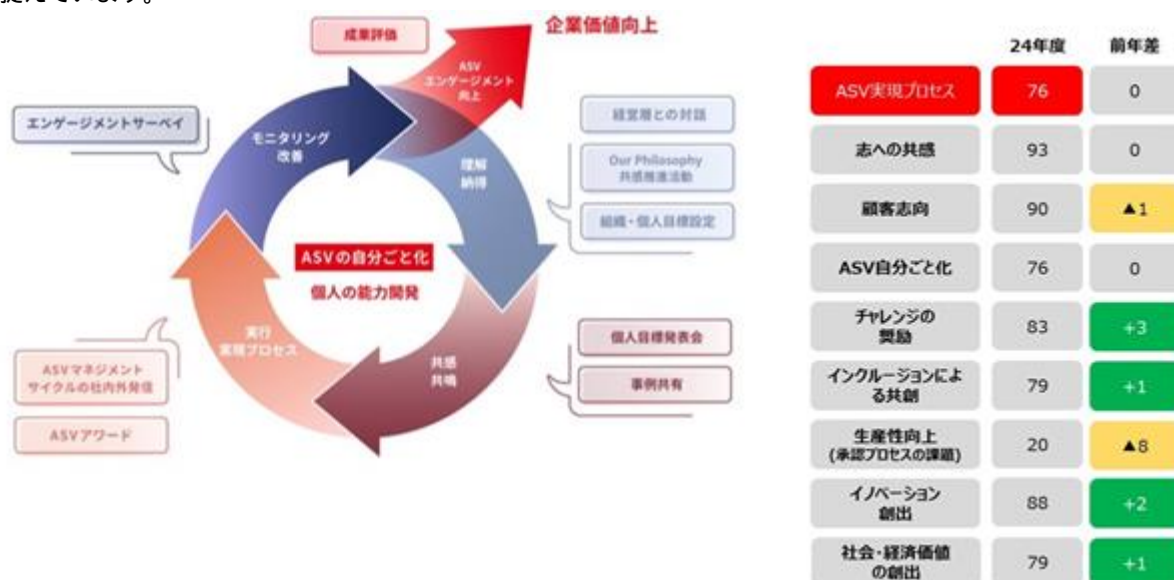 捉えています。
成果評価
企業価値向上
ASV
エンゲージメント
向上
エンゲージメントサーベイ
モニタリング
改善
理解
納得
経営層との対話
Our Philosophy
共感推進活動
組織・個人目標設定
ASVの自分ごと化
個人の能力開発
実行
実現プロセス
共感
共鳴
個人目標発表会
事例共有
ASVマネジメント
サイクルの社内外発信
ASVアワード
24年度 前年差
ASV実現プロセス 76 0
志への共感 93 0
顧客志向 90 ▲1
ASV自分ごと化 76 0
チャレンジの
奨励 83 +3
インクルージョンによ
る共創 79 +1
生産性向上
(承認プロセスの課題) 20 ▲8
イノベーション
創出 88 +2
社会・経済価値
の創出 79 +1